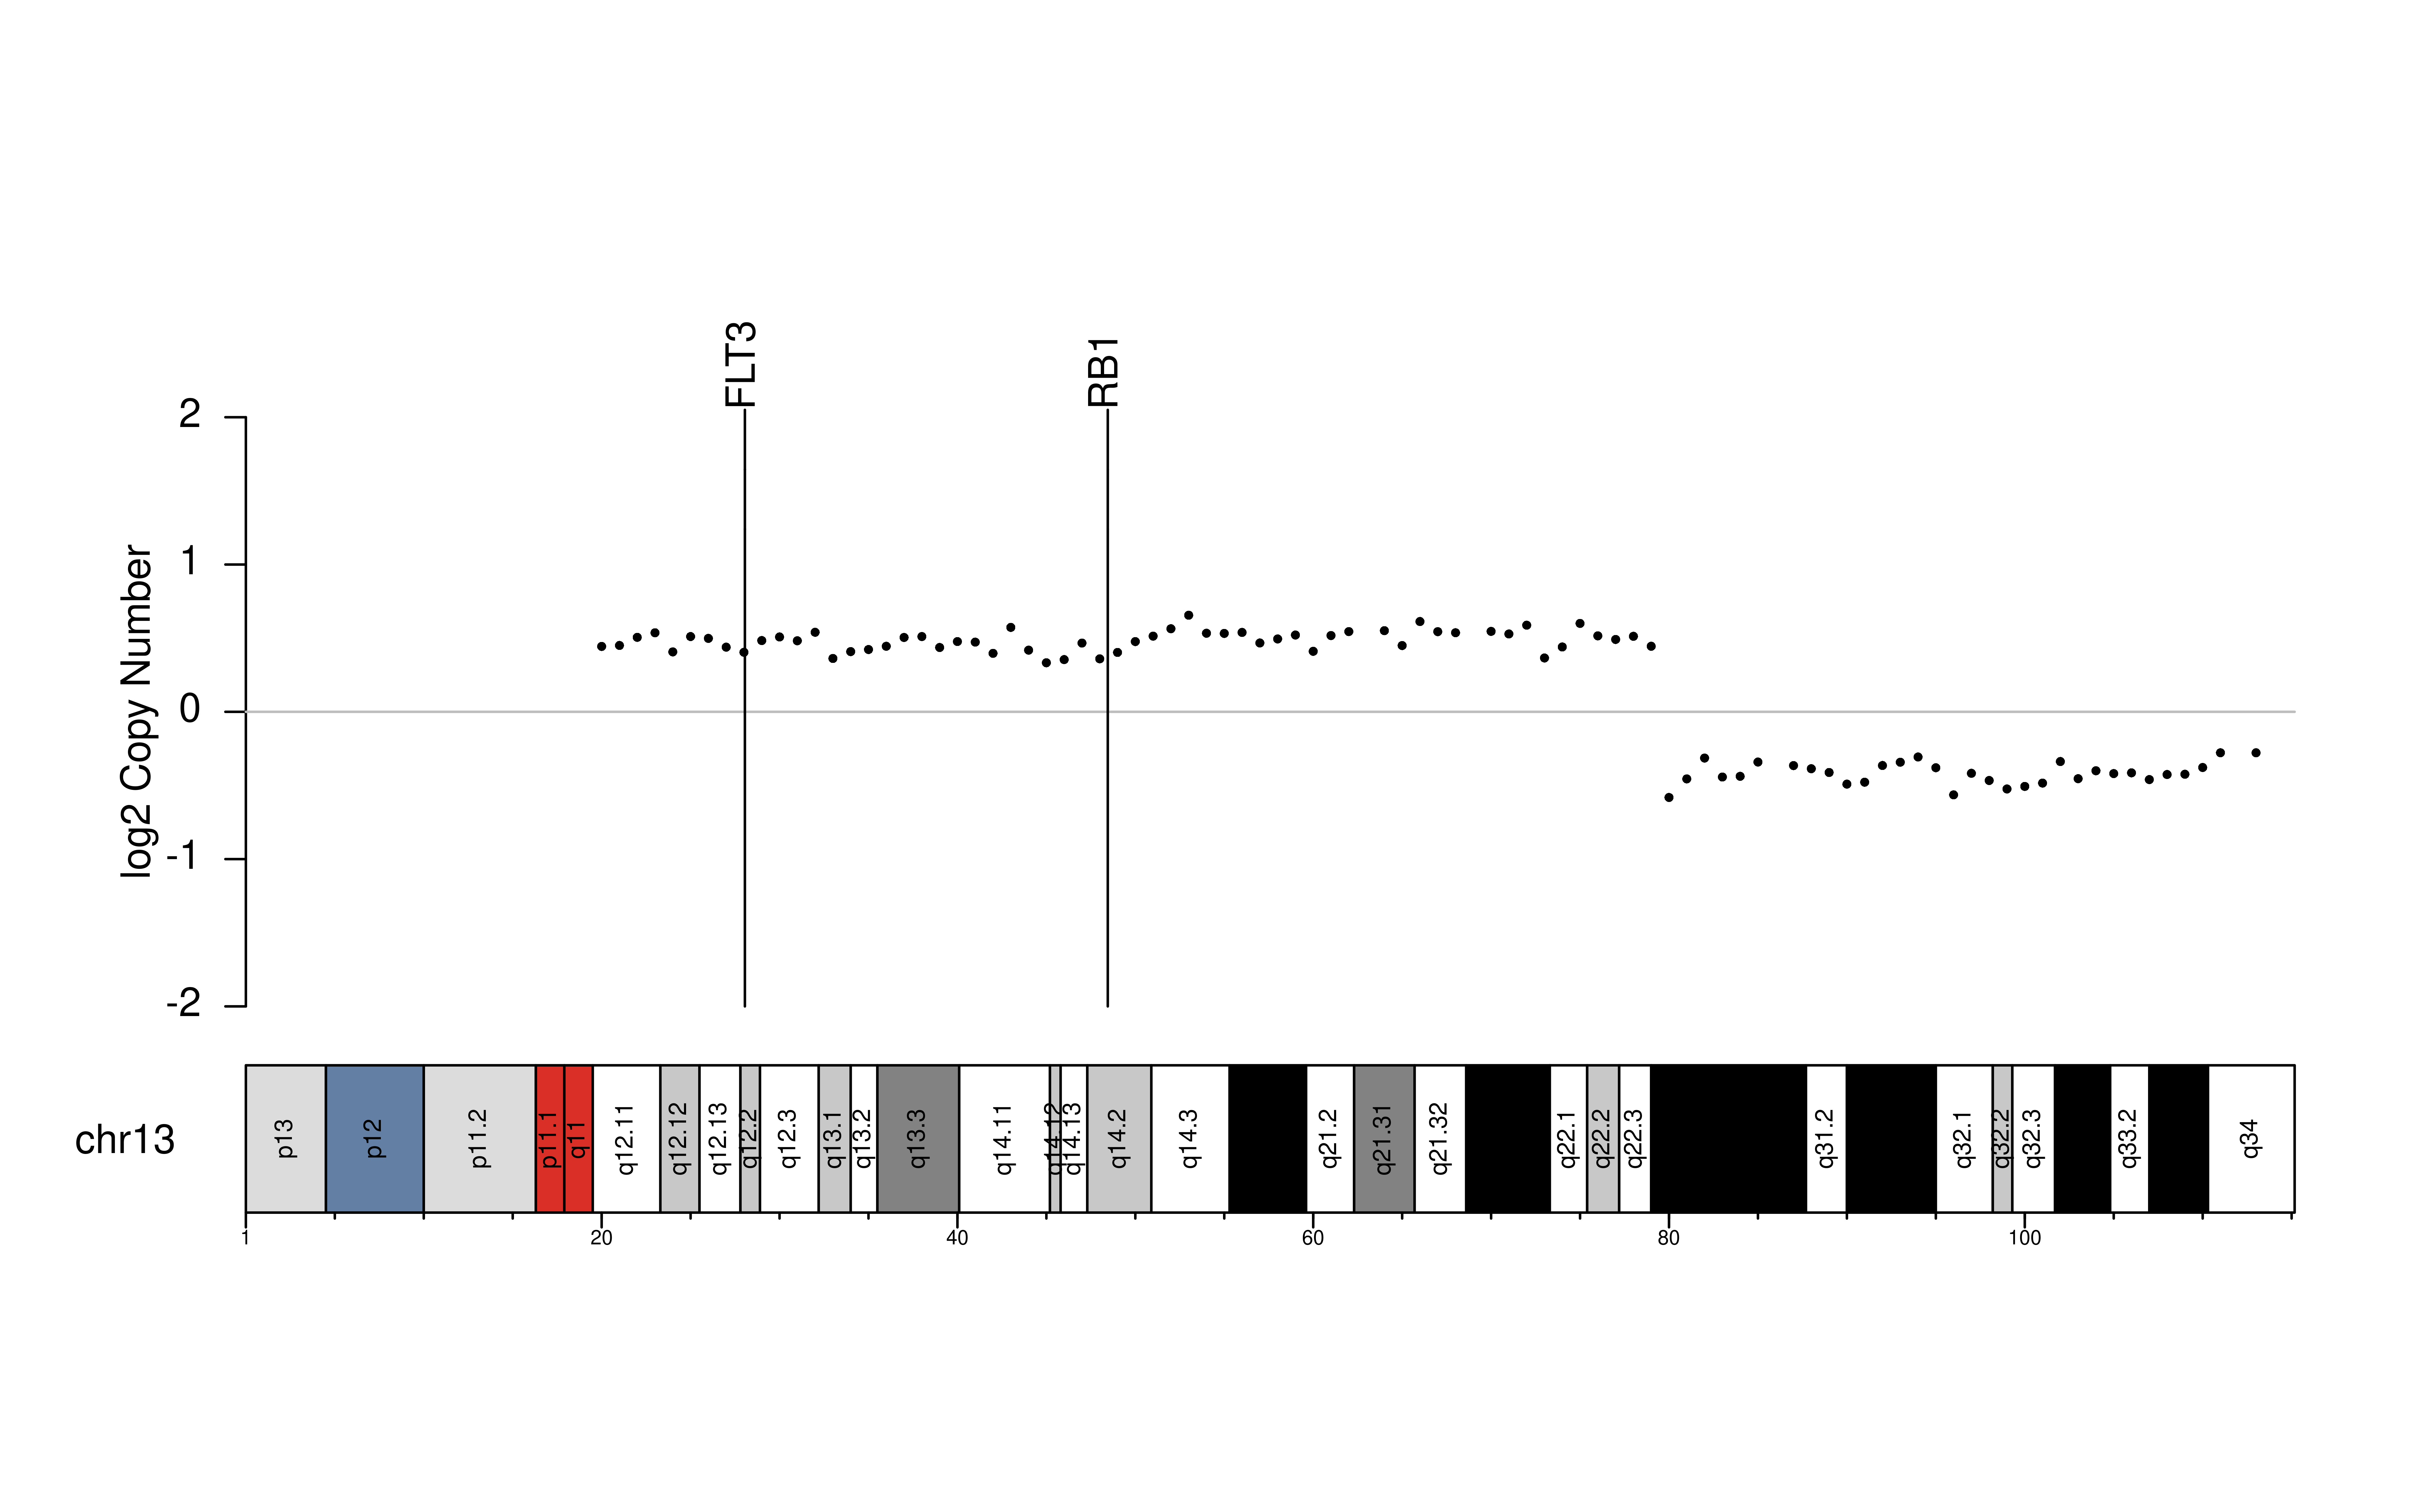 FLT3
RB1
2
1
0
-1
-2
log2 Copy Number
chr13
p13
p12
p11.2
p11.1
q11
q12.11
q12.12
q12.13
q12.2
q12.3
q13.1
q13.2
q13.3
q14.11
q14.12
q14.13
q14.2
q14.3
q21.2
q21.31
q21.32
q22.1
q22.2
q22.3
q31.2
q32.1
q32.2
q32.3
q33.2
q34
1
20
40
60
80
100